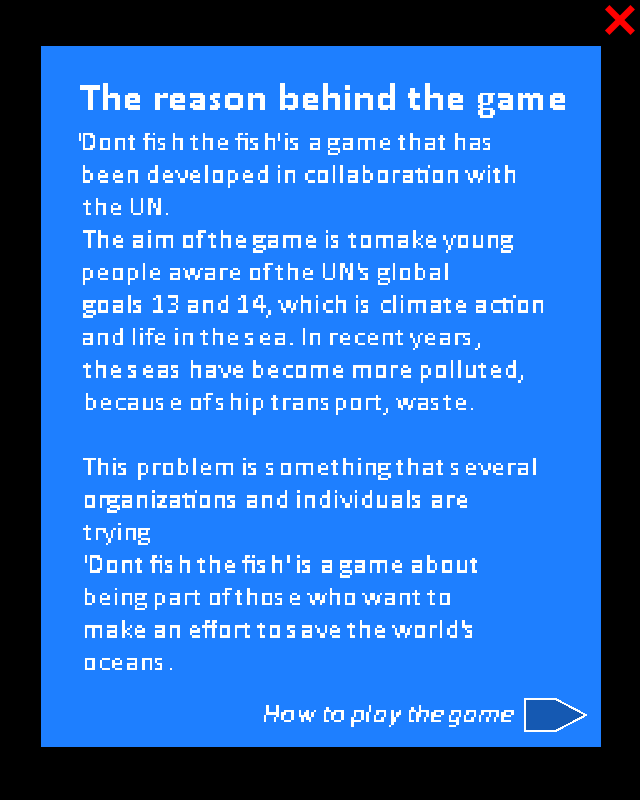 The reason behind the game
'Dont fish the fish' is a game that has
been developed in collaboration with
the UN.
The aim of the game is to make young
people aware of the UN's global
goals 13 and 14, which is climate action
and life in the sea. In recent years,
the seas have become more polluted,
because of ship transport, waste.
This problem is something that several
organizations and individuals are
trying
'Dont fish the fish' is a game about
being part of those who want to
make an effort to save the world's
oceans.
How to play the game